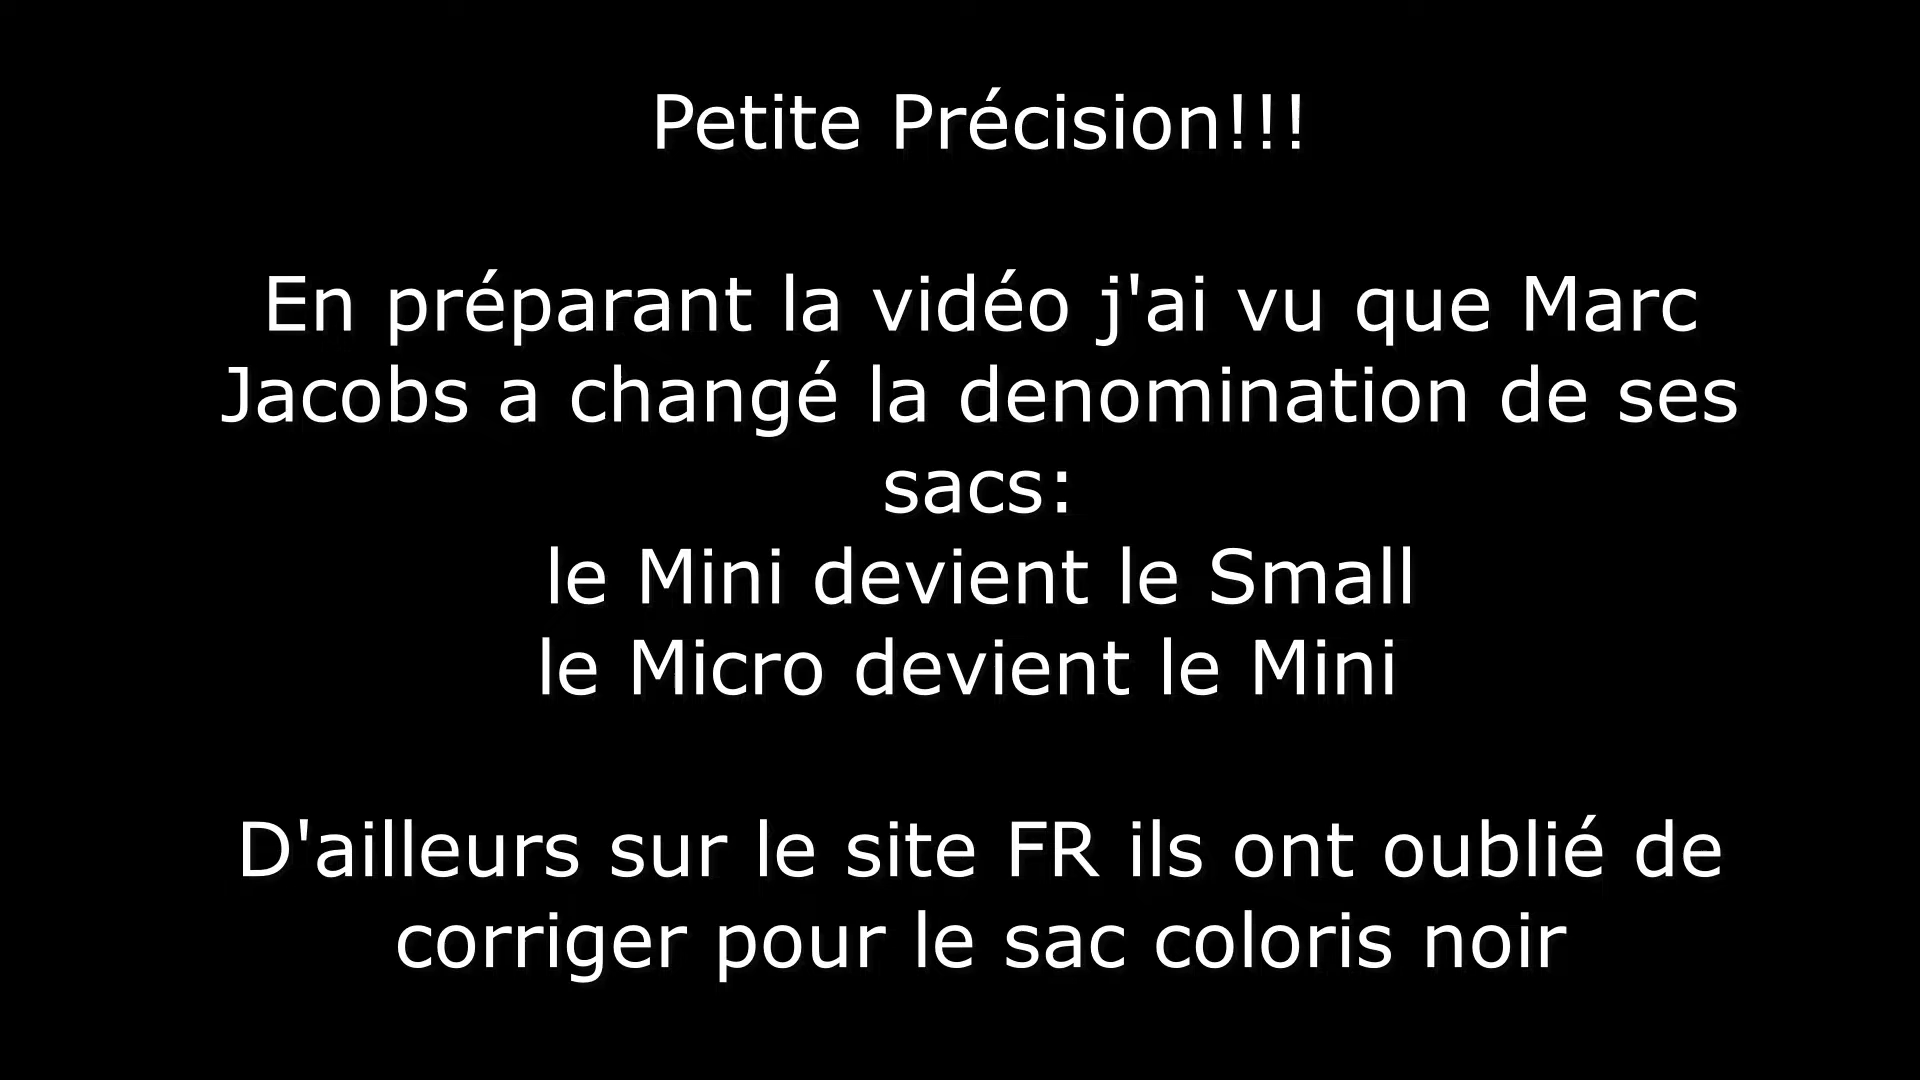 Petite Précision!!!
En préparant la vidéo j'ai vu que Marc
Jacobs a changé la denomination de ses
sacs:
le Mini devient le Small
le Micro devient le Mini
D'ailleurs sur le site FR ils ont oublié de
corriger pour le sac coloris noir